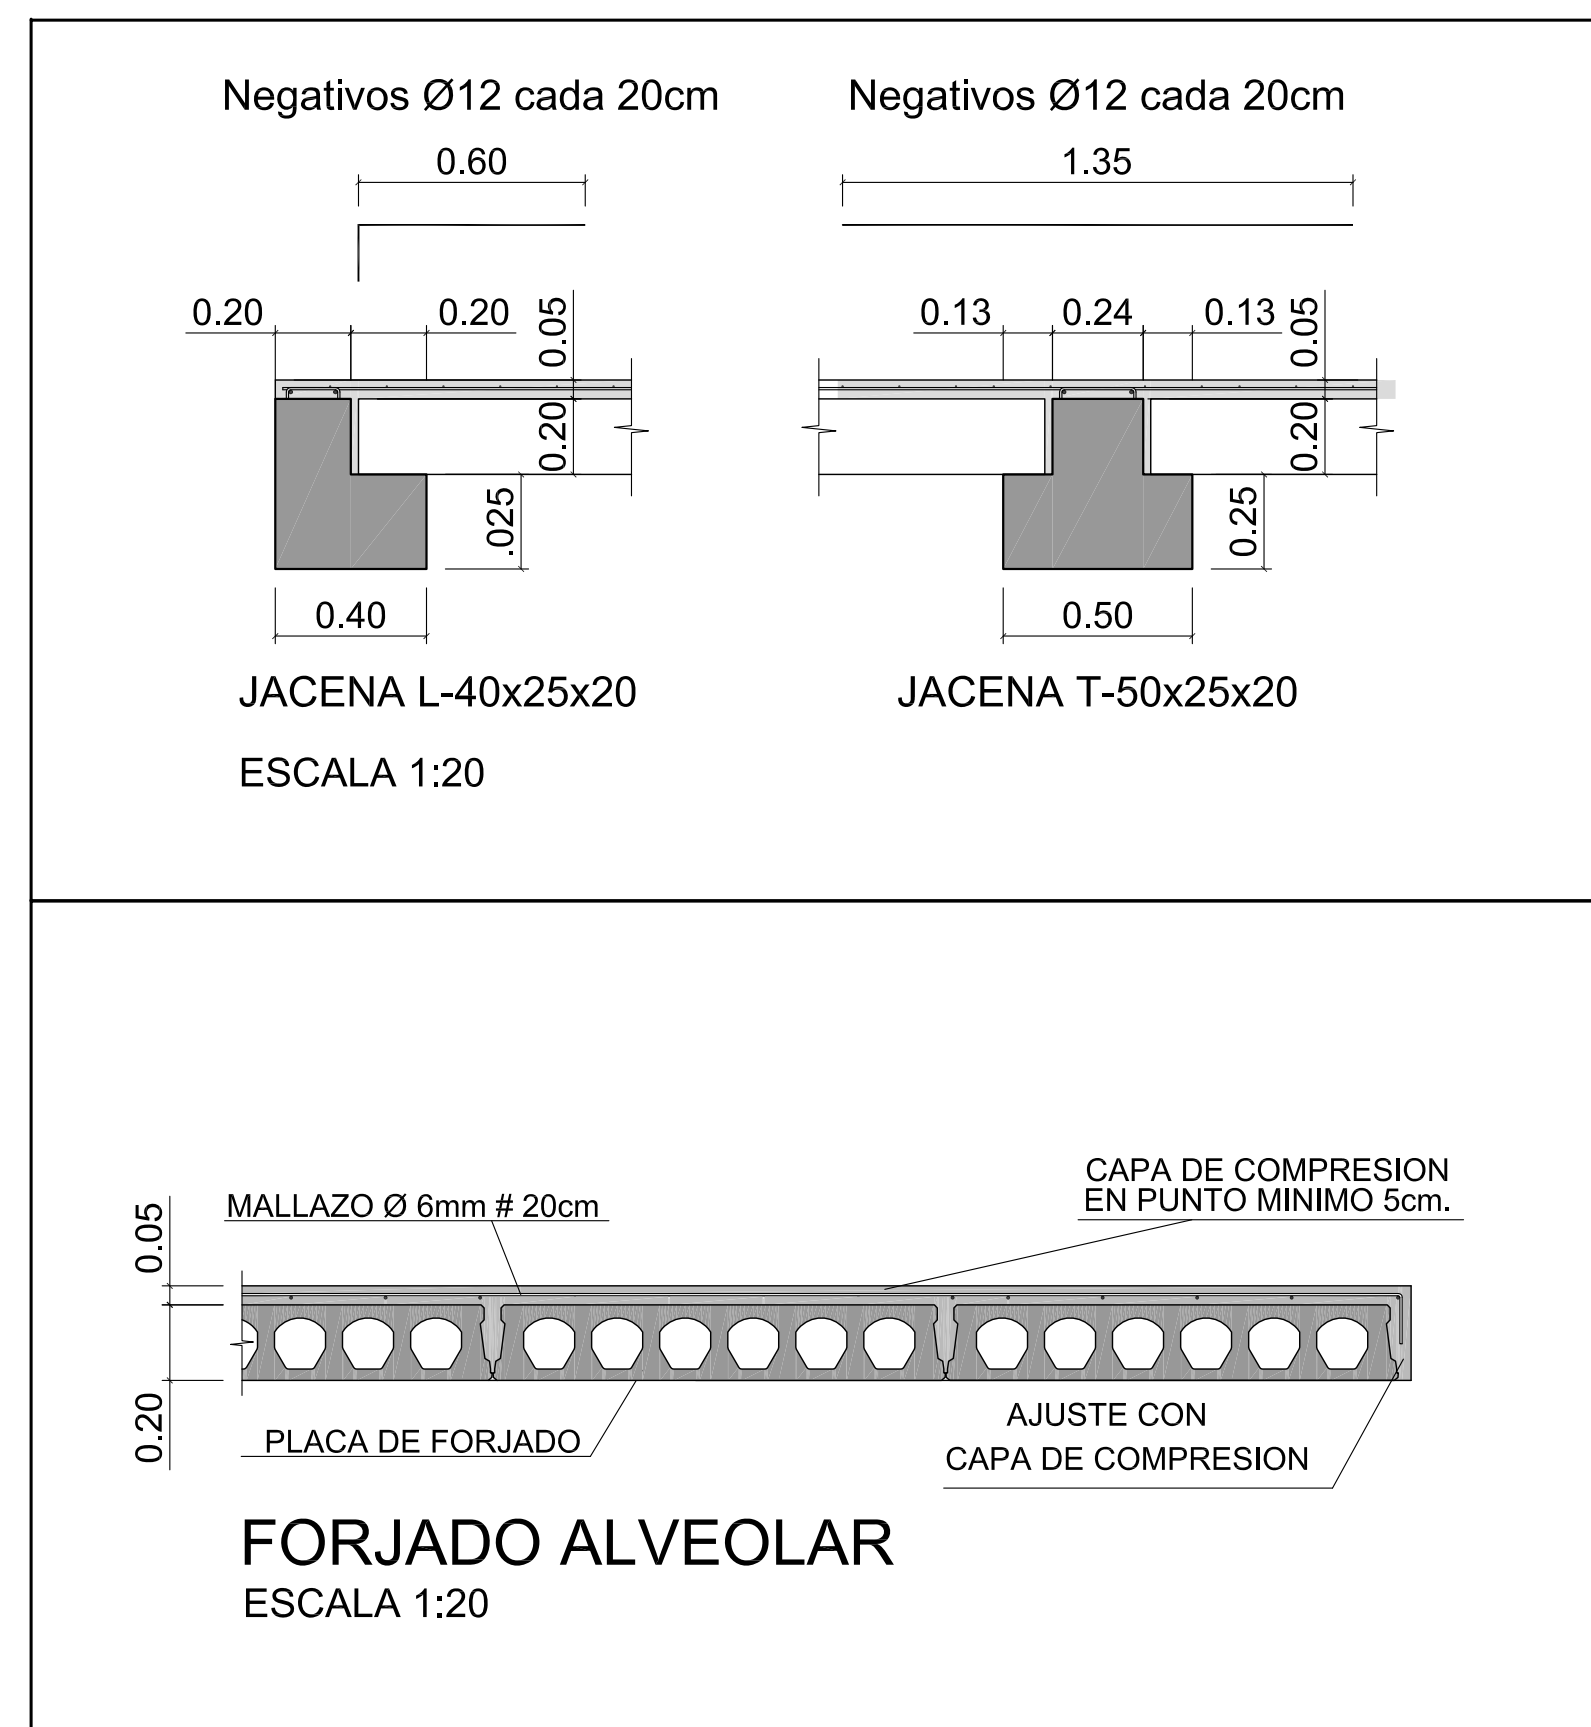 Negativos Ø12 cada 20cm
0.60
0.20
0.20
0.05
0.20
.025
0.40
JACENA L-40x25x20
ESCALA 1:20
Negativos Ø12 cada 20cm
1.35
0.13
0.24
0.13
0.05
0.20
0.25
0.50
JACENA T-50x25x20
CAPA DE COMPRESION
EN PUNTO MINIMO 5cm.
MALLAZO Ø 6mm # 20cm
0.05
0.20
PLACA DE FORJADO
AJUSTE CON
CAPA DE COMPRESION
FORJADO ALVEOLAR
ESCALA 1:20